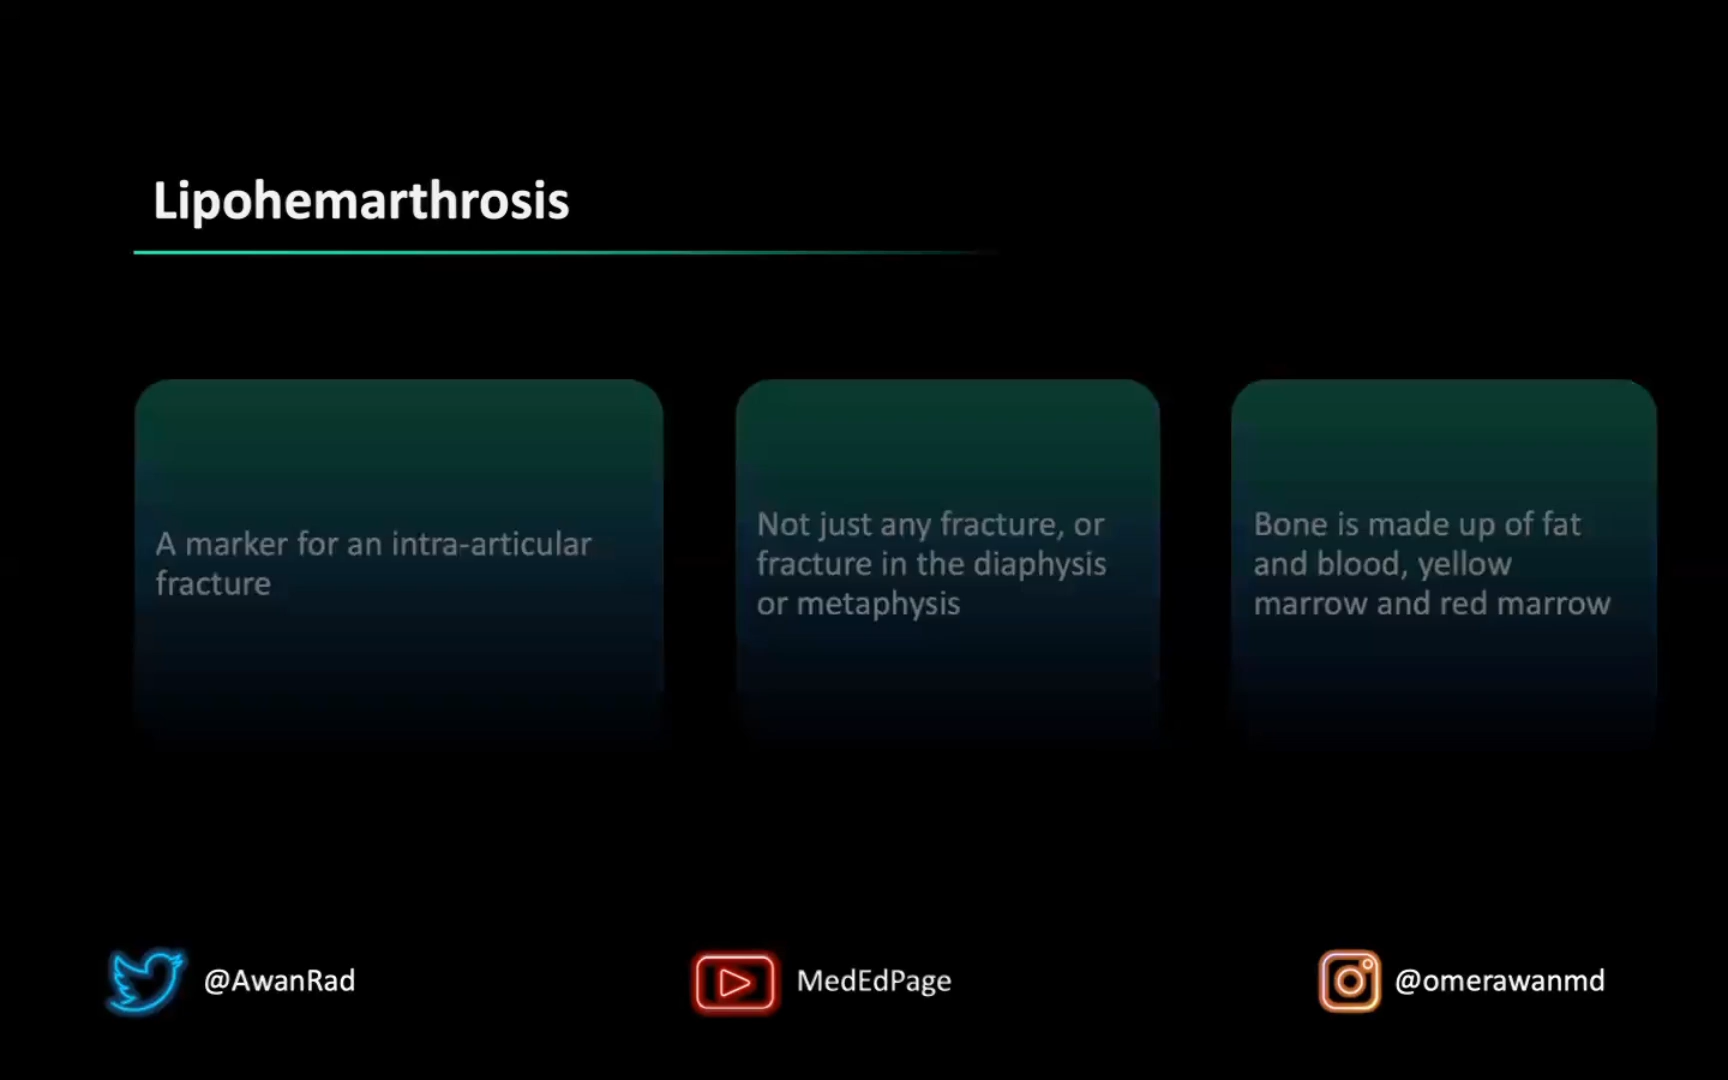 Lipohemarthrosis
A marker for an intra-articular
fracture
Not just any fracture, or
fracture in the diaphysis
or metaphysis
Bone is made up of fat
and blood, yellow
marrow and red marrow
@AwanRad
MedEdPage
@omerawanmd